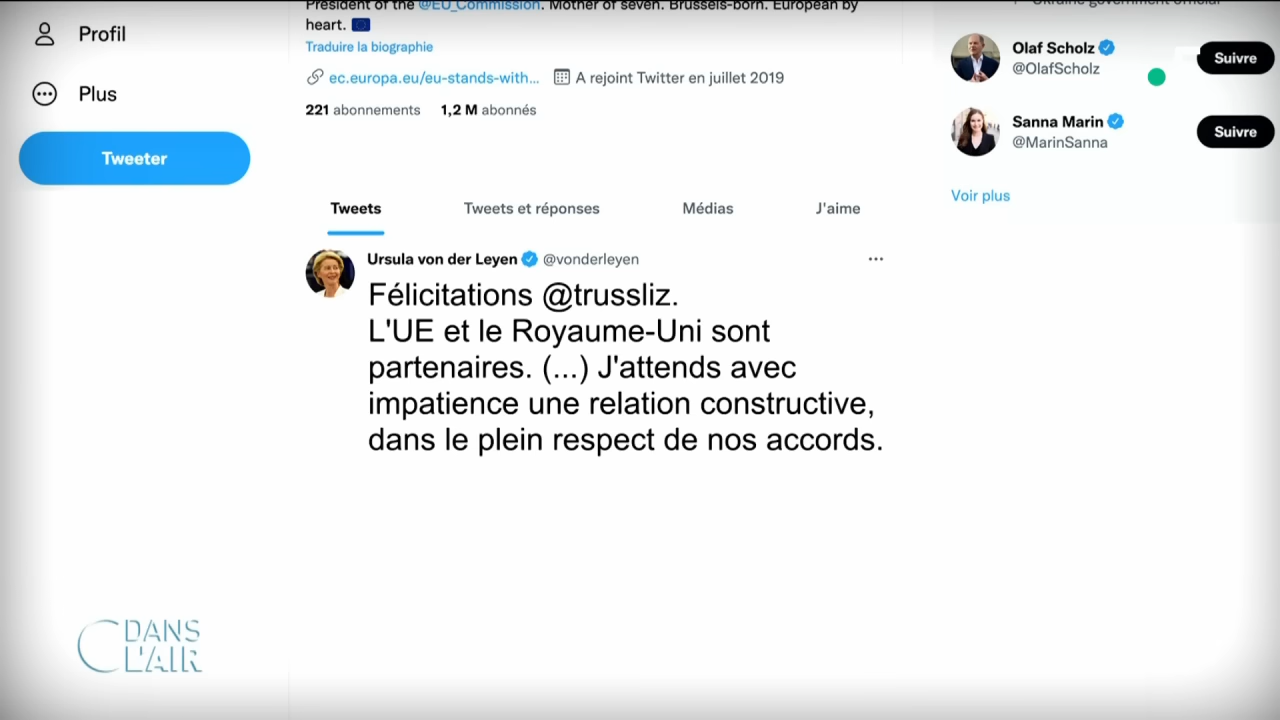 President of the @EU_Commission. Mother of seven. Brussels-born. European by
heart.
Traduire la biographie
ec.europa.eu/eu-stands-with... A rejoint Twitter en juillet 2019
221 abonnements 1,2 M abonnés
Profil
Plus
Tweeter
Tweets Tweets et réponses Médias J'aime
Ursula von der Leyen @vonderleyen
Félicitations @trussliz.
L'UE et le Royaume-Uni sont
partenaires. (...) J'attends avec
impatience une relation constructive,
dans le plein respect de nos accords.
Ukraine government official
Olaf Scholz
@OlafScholz
Suivre
Sanna Marin
@MarinSanna
Suivre
Voir plus
C DANS
L'AIR